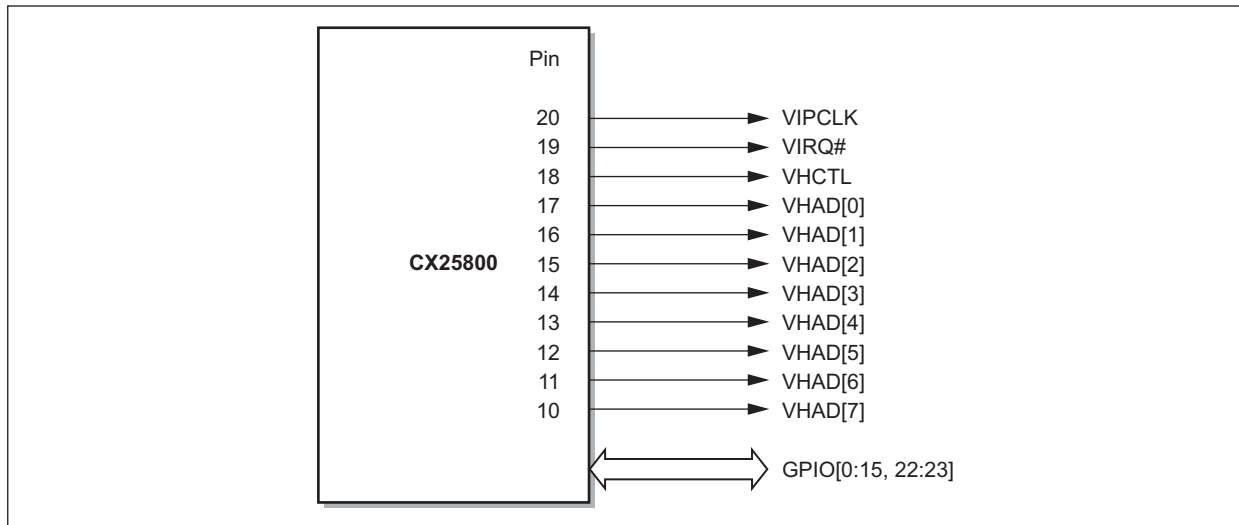 Pin
20 VIPCLK
19 VIRQ#
18 VHCTL
17 VHAD[0]
16 VHAD[1]
CX25800 15 VHAD[2]
14 VHAD[3]
13 VHAD[4]
12 VHAD[5]
11 VHAD[6]
10 VHAD[7]
GPIO[0:15, 22:23]